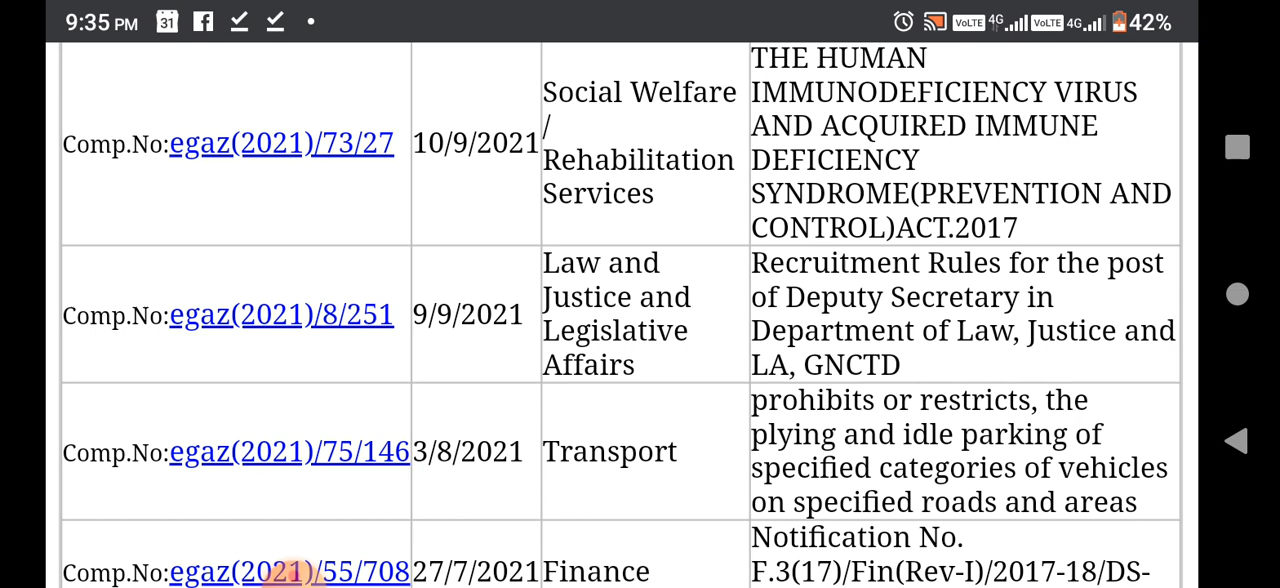 9:35 PM 31 VoLTE 4G VoLTE 4G 42%
THE HUMAN
IMMUNODEFICIENCY VIRUS
AND ACQUIRED IMMUNE
DEFICIENCY
SYNDROME(PREVENTION AND
CONTROL)ACT.2017
Social Welfare
/
Rehabilitation
Services
Comp.No:egaz(2021)/73/27 10/9/2021
Comp.No:egaz(2021)/8/251 9/9/2021
Law and
Justice and
Legislative
Affairs
Recruitment Rules for the post
of Deputy Secretary in
Department of Law, Justice and
LA, GNCTD
Comp.No:egaz(2021)/75/146 3/8/2021 Transport
prohibits or restricts, the
plying and idle parking of
specified categories of vehicles
on specified roads and areas
Comp.No:egaz(2021)/55/708 27/7/2021 Finance
Notification No.
F.3(17)/Fin(Rev-I)/2017-18/DS-